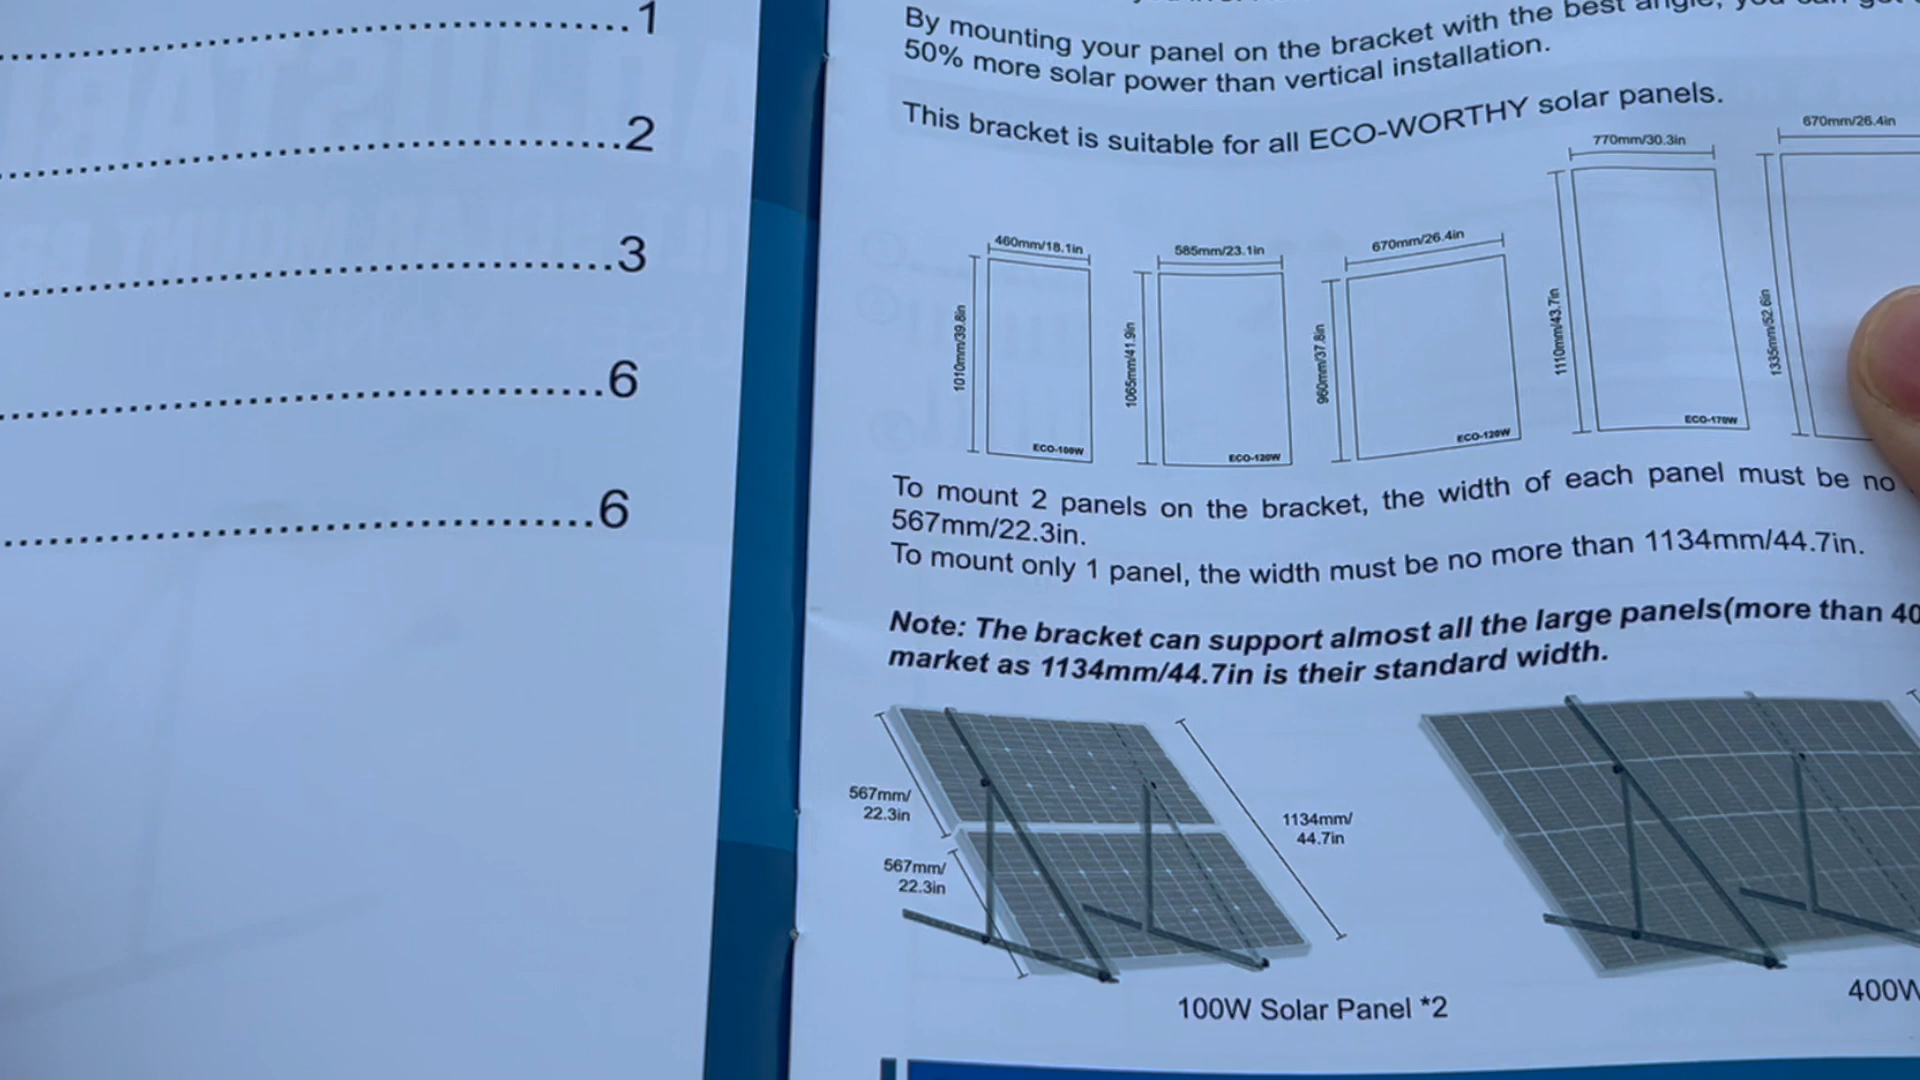 1
2
3
6
6
By mounting your panel on the bracket with the best angle, you can get
50% more solar power than vertical installation.
This bracket is suitable for all ECO-WORTHY solar panels.
460mm/18.1in
1010mm/39.8in
ECO-100W
585mm/23.1in
1065mm/41.9in
ECO-120W
670mm/26.4in
960mm/37.8in
ECO-120W
770mm/30.3in
1110mm/43.7in
ECO-170W
670mm/26.4in
1335mm/52.6in
To mount 2 panels on the bracket, the width of each panel must be no
567mm/22.3in.
To mount only 1 panel, the width must be no more than 1134mm/44.7in.
Note: The bracket can support almost all the large panels(more than 40
market as 1134mm/44.7in is their standard width.
567mm/
22.3in
567mm/
22.3in
1134mm/
44.7in
100W Solar Panel *2
400W